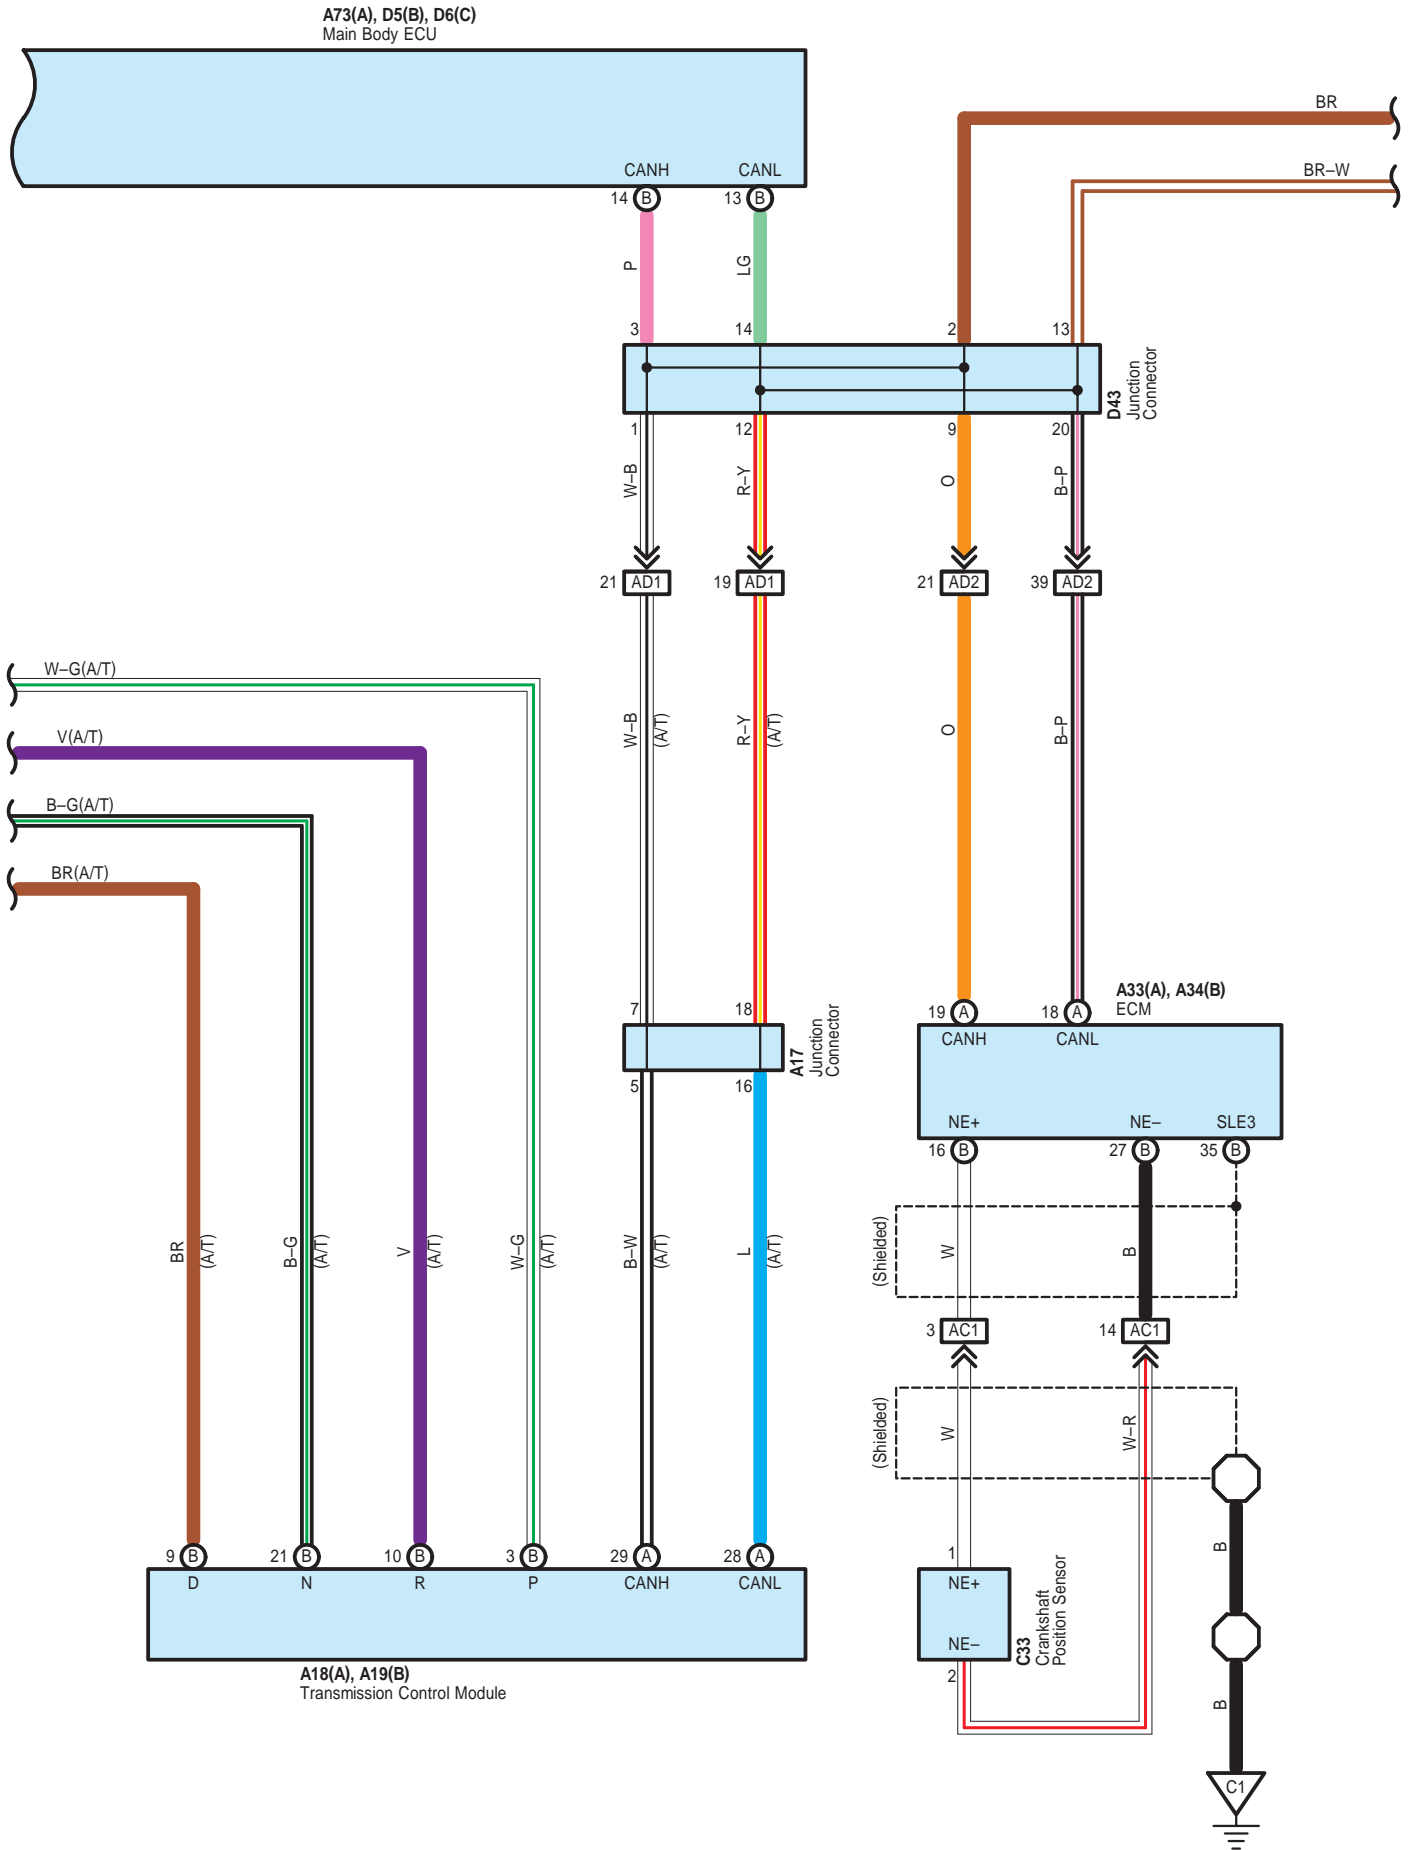 A73(A), D5(B), D6(C)
Main Body ECU
BR
BR–W
CANH
CANL
14 B
13 B
P
LG
3
14
2
13
D43
Junction
Connector
1
12
9
20
W–B
R–Y
O
B–P
21 AD1
19 AD1
21 AD2
39 AD2
W–G(A/T)
V(A/T)
B–G(A/T)
BR(A/T)
W–B
(A/T)
R–Y
(A/T)
O
B–P
7
18
A17
Junction
Connector
5
16
A33(A), A34(B)
ECM
19 A
18 A
CANH
CANL
NE+
NE–
SLE3
16 B
27 B
35 B
(Shielded)
W
B
BR
(A/T)
B–G
(A/T)
V
(A/T)
W–G
(A/T)
B–W
(A/T)
L
(A/T)
3 AC1
14 AC1
(Shielded)
W
W–R
9 B
21 B
10 B
3 B
29 A
28 A
D
N
R
P
CANH
CANL
A18(A), A19(B)
Transmission Control Module
1
NE+
NE–
2
C33
Crankshaft
Position Sensor
B
B
C1